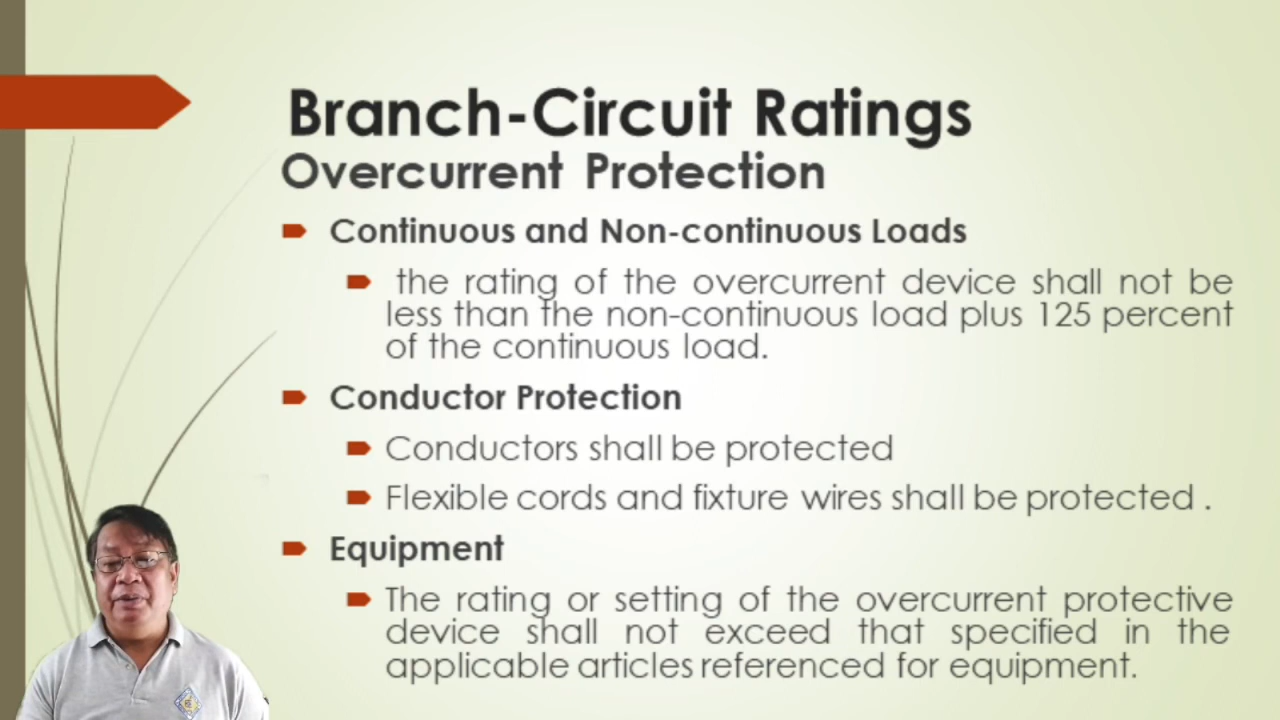 Branch-Circuit Ratings
Overcurrent Protection
Continuous and Non-continuous Loads
the rating of the overcurrent device shall not be
less than the non-continuous load plus 125 percent
of the continuous load.
Conductor Protection
Conductors shall be protected
Flexible cords and fixture wires shall be protected .
Equipment
The rating or setting of the overcurrent protective
device shall not exceed that specified in the
applicable articles referenced for equipment.